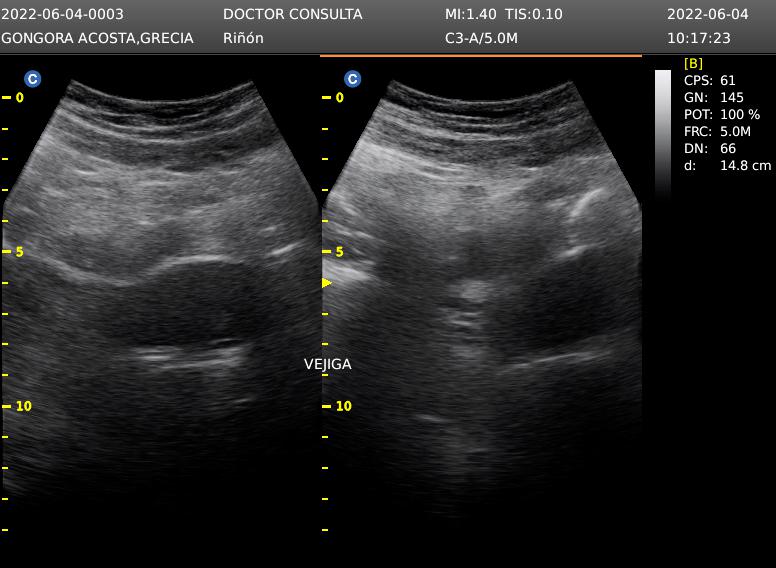 2022-06-04-0003 DOCTOR CONSULTA MI:1.40 TIS:0.10 2022-06-04
GONGORA ACOSTA,GRECIA Riñón C3-A/5.0M 10:17:23
[B]
CPS: 61
GN: 145
POT: 100 %
FRC: 5.0M
DN: 66
d: 14.8 cm
C C
0 0
5 5
VEJIGA
10 10